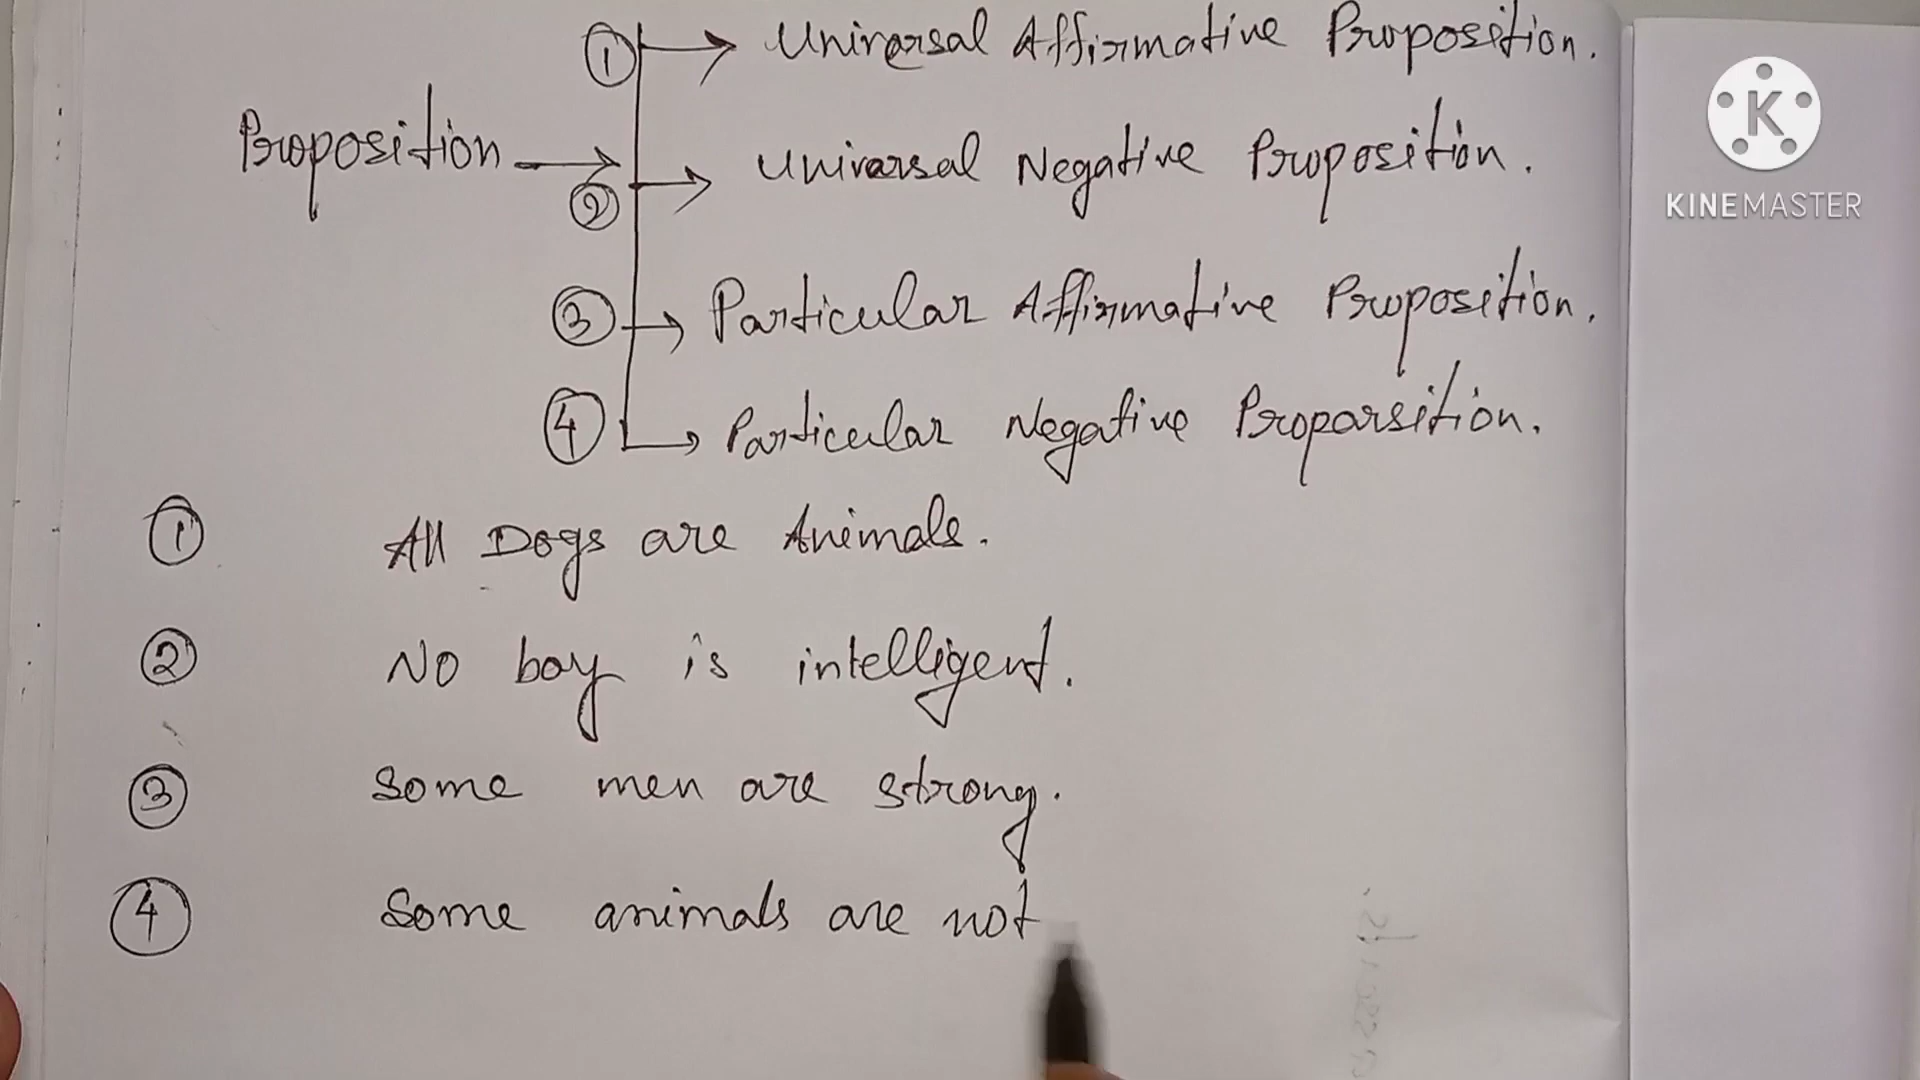 ① → Universal Affirmative Proposition.
Proposition →
② → Universal Negative Proposition.
③ → Particular Affirmative Proposition.
④ → Particular Negative Proparsition.
① All Dogs are Animals.
② No boy is intelligent.
③ Some men are strong.
④ Some animals are not
K
KINEMASTER